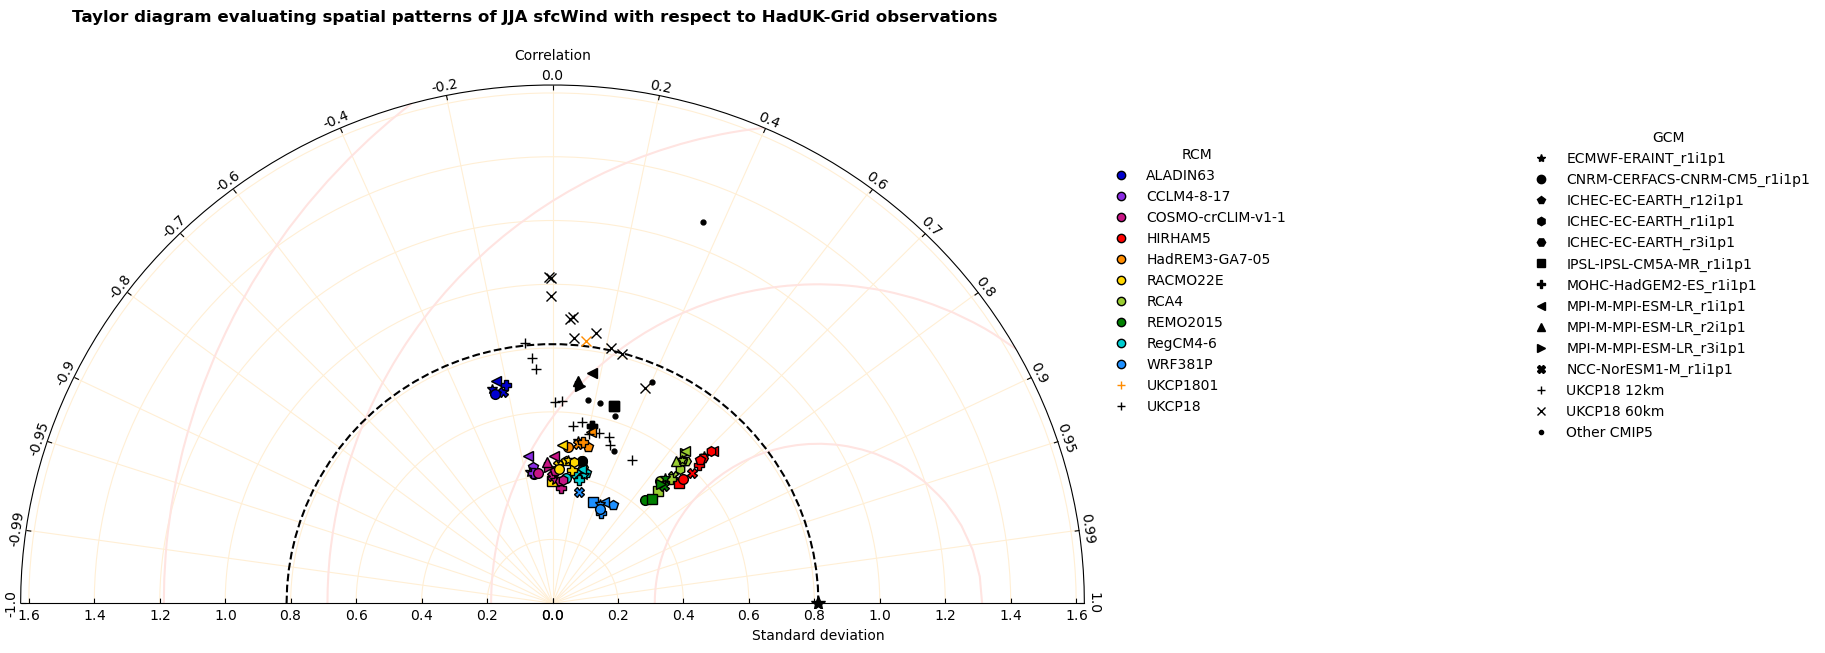 Taylor diagram evaluating spatial patterns of JJA sfcWind with respect to HadUK-Grid observations
Correlation
-1.0
-0.99
-0.95
-0.9
-0.8
-0.7
-0.6
-0.4
-0.2
0.0
0.2
0.4
0.6
0.7
0.8
0.9
0.95
0.99
1.0
1.6 1.4 1.2 1.0 0.8 0.6 0.4 0.2 0.0 0.0 0.2 0.4 0.6 0.8 1.0 1.2 1.4 1.6
Standard deviation
RCM
ALADIN63
CCLM4-8-17
COSMO-crCLIM-v1-1
HIRHAM5
HadREM3-GA7-05
RACMO22E
RCA4
REMO2015
RegCM4-6
WRF381P
UKCP1801
UKCP18
GCM
ECMWF-ERAINT_r1i1p1
CNRM-CERFACS-CNRM-CM5_r1i1p1
ICHEC-EC-EARTH_r12i1p1
ICHEC-EC-EARTH_r1i1p1
ICHEC-EC-EARTH_r3i1p1
IPSL-IPSL-CM5A-MR_r1i1p1
MOHC-HadGEM2-ES_r1i1p1
MPI-M-MPI-ESM-LR_r1i1p1
MPI-M-MPI-ESM-LR_r2i1p1
MPI-M-MPI-ESM-LR_r3i1p1
NCC-NorESM1-M_r1i1p1
UKCP18 12km
UKCP18 60km
Other CMIP5